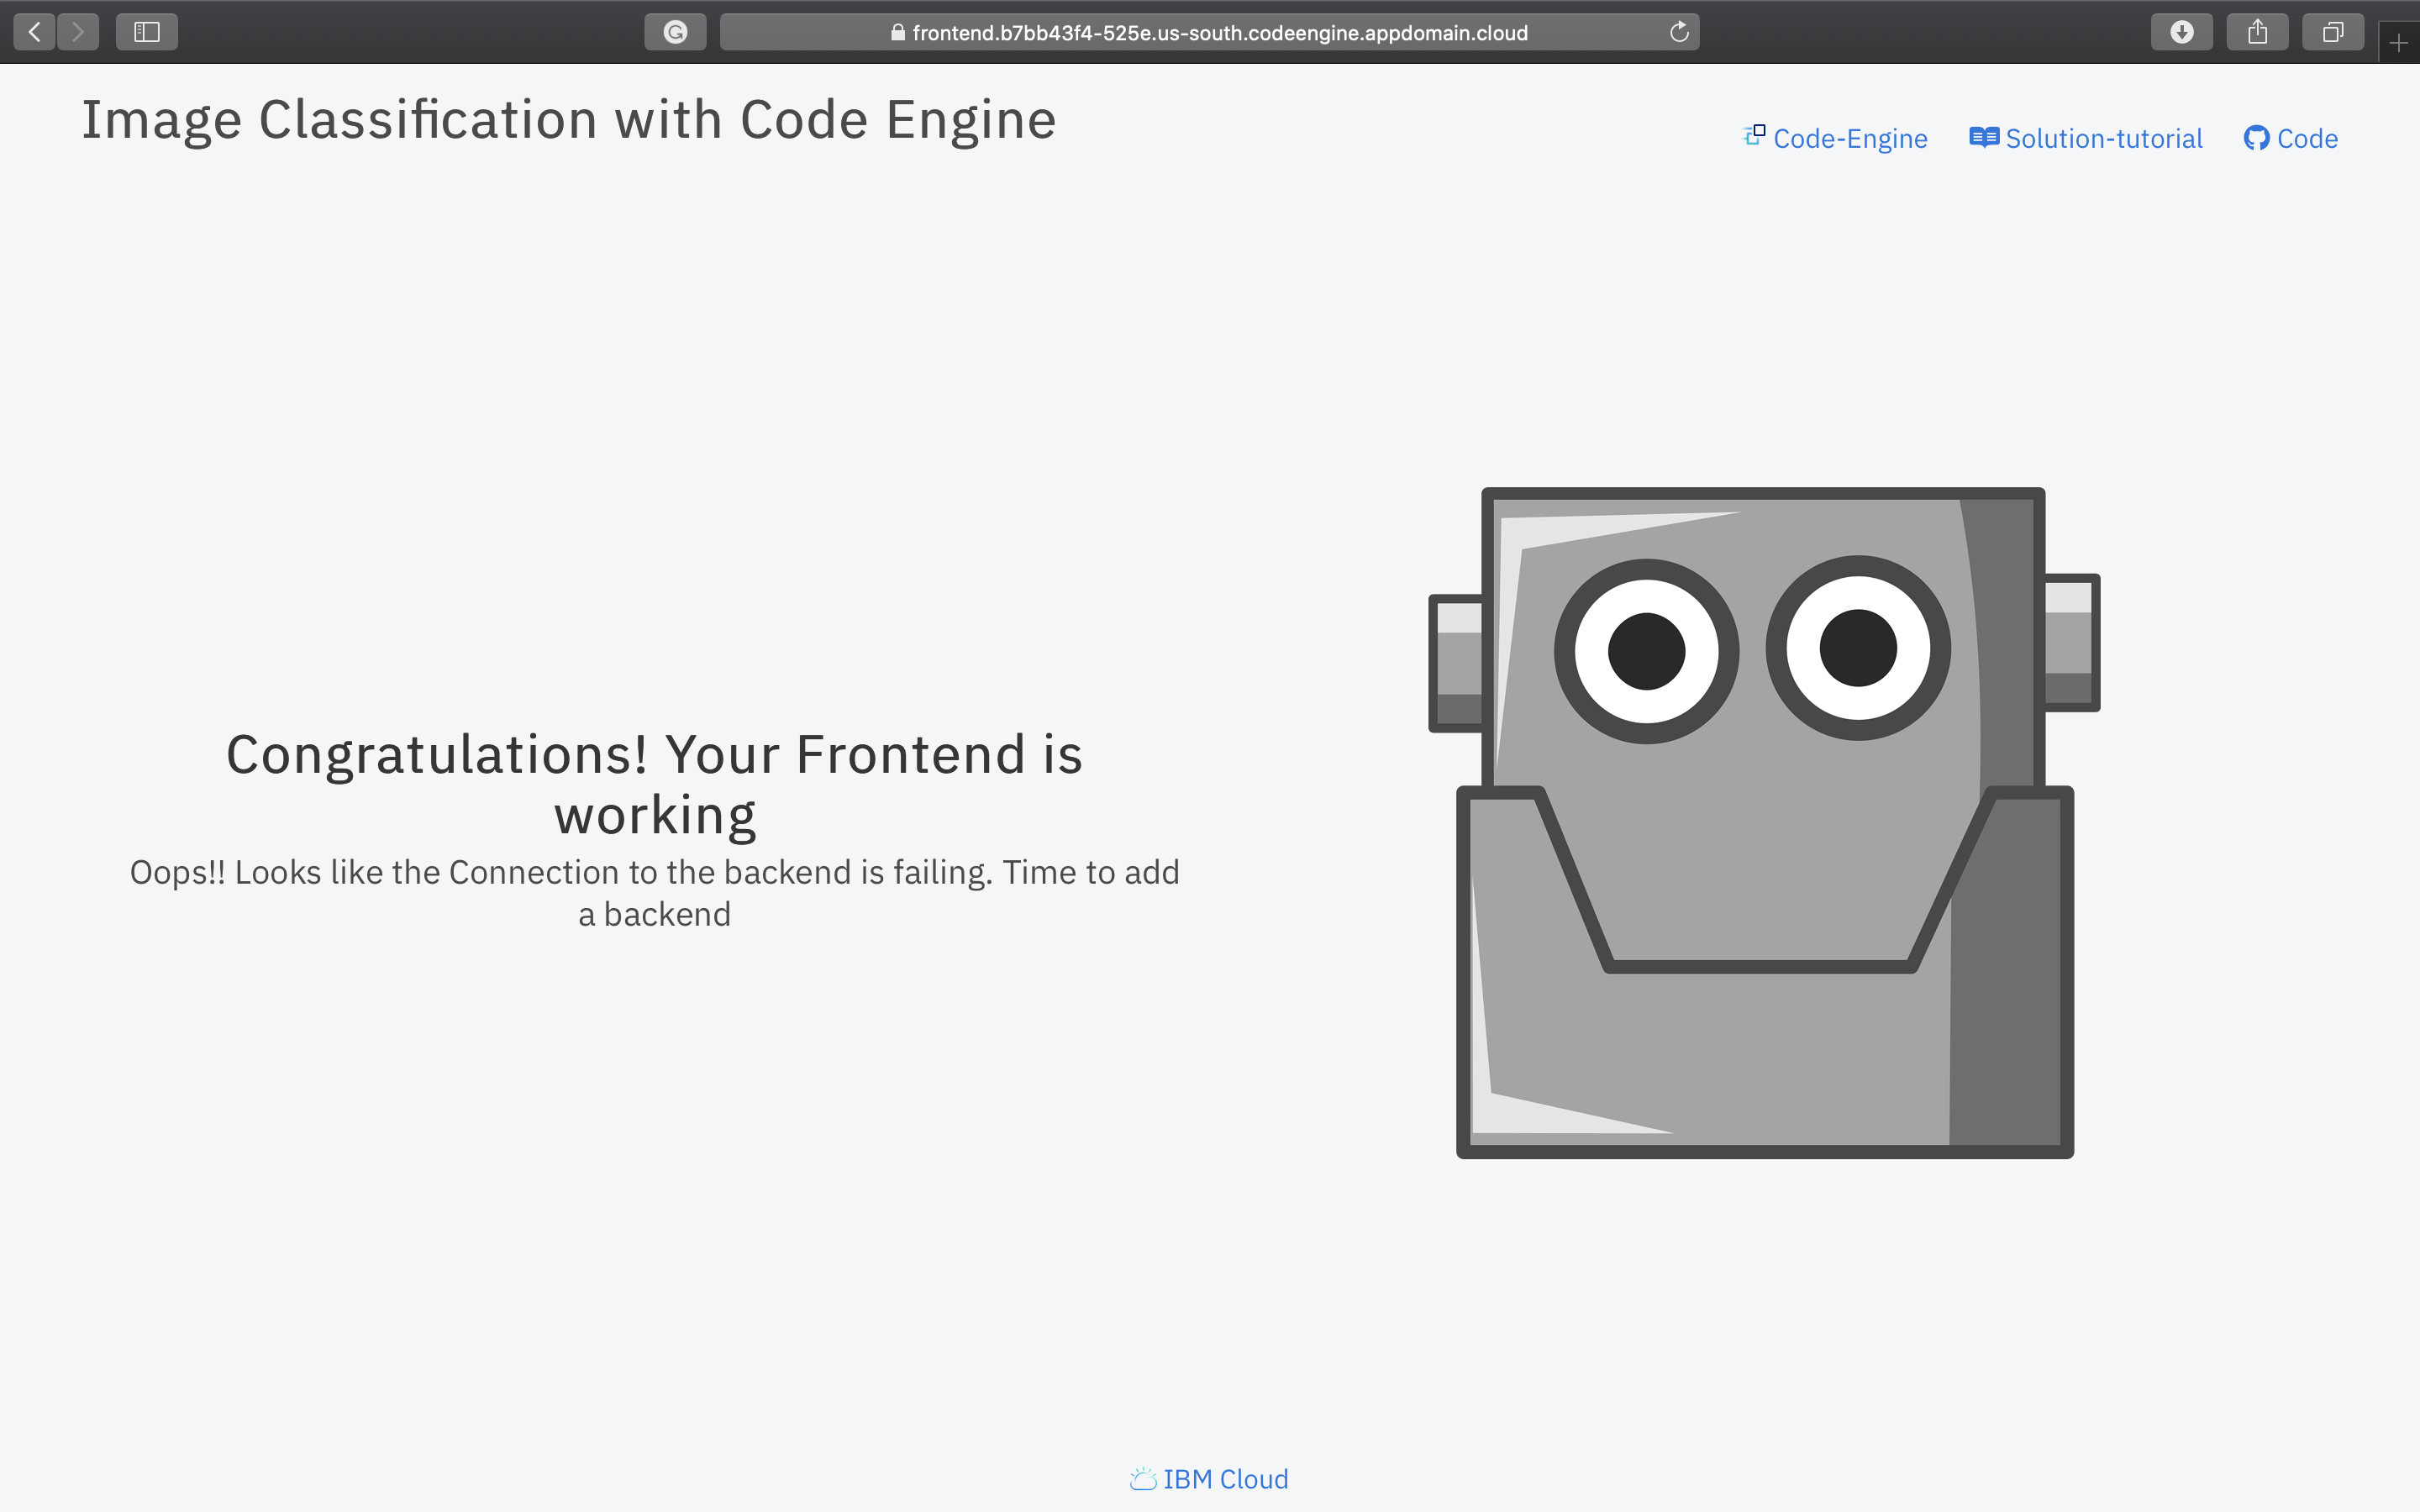 frontend.b7bb43f4-525e.us-south.codeengine.appdomain.cloud
Image Classification with Code Engine
Code-Engine
Solution-tutorial
Code
Congratulations! Your Frontend is
working
Oops!! Looks like the Connection to the backend is failing. Time to add
a backend
IBM Cloud